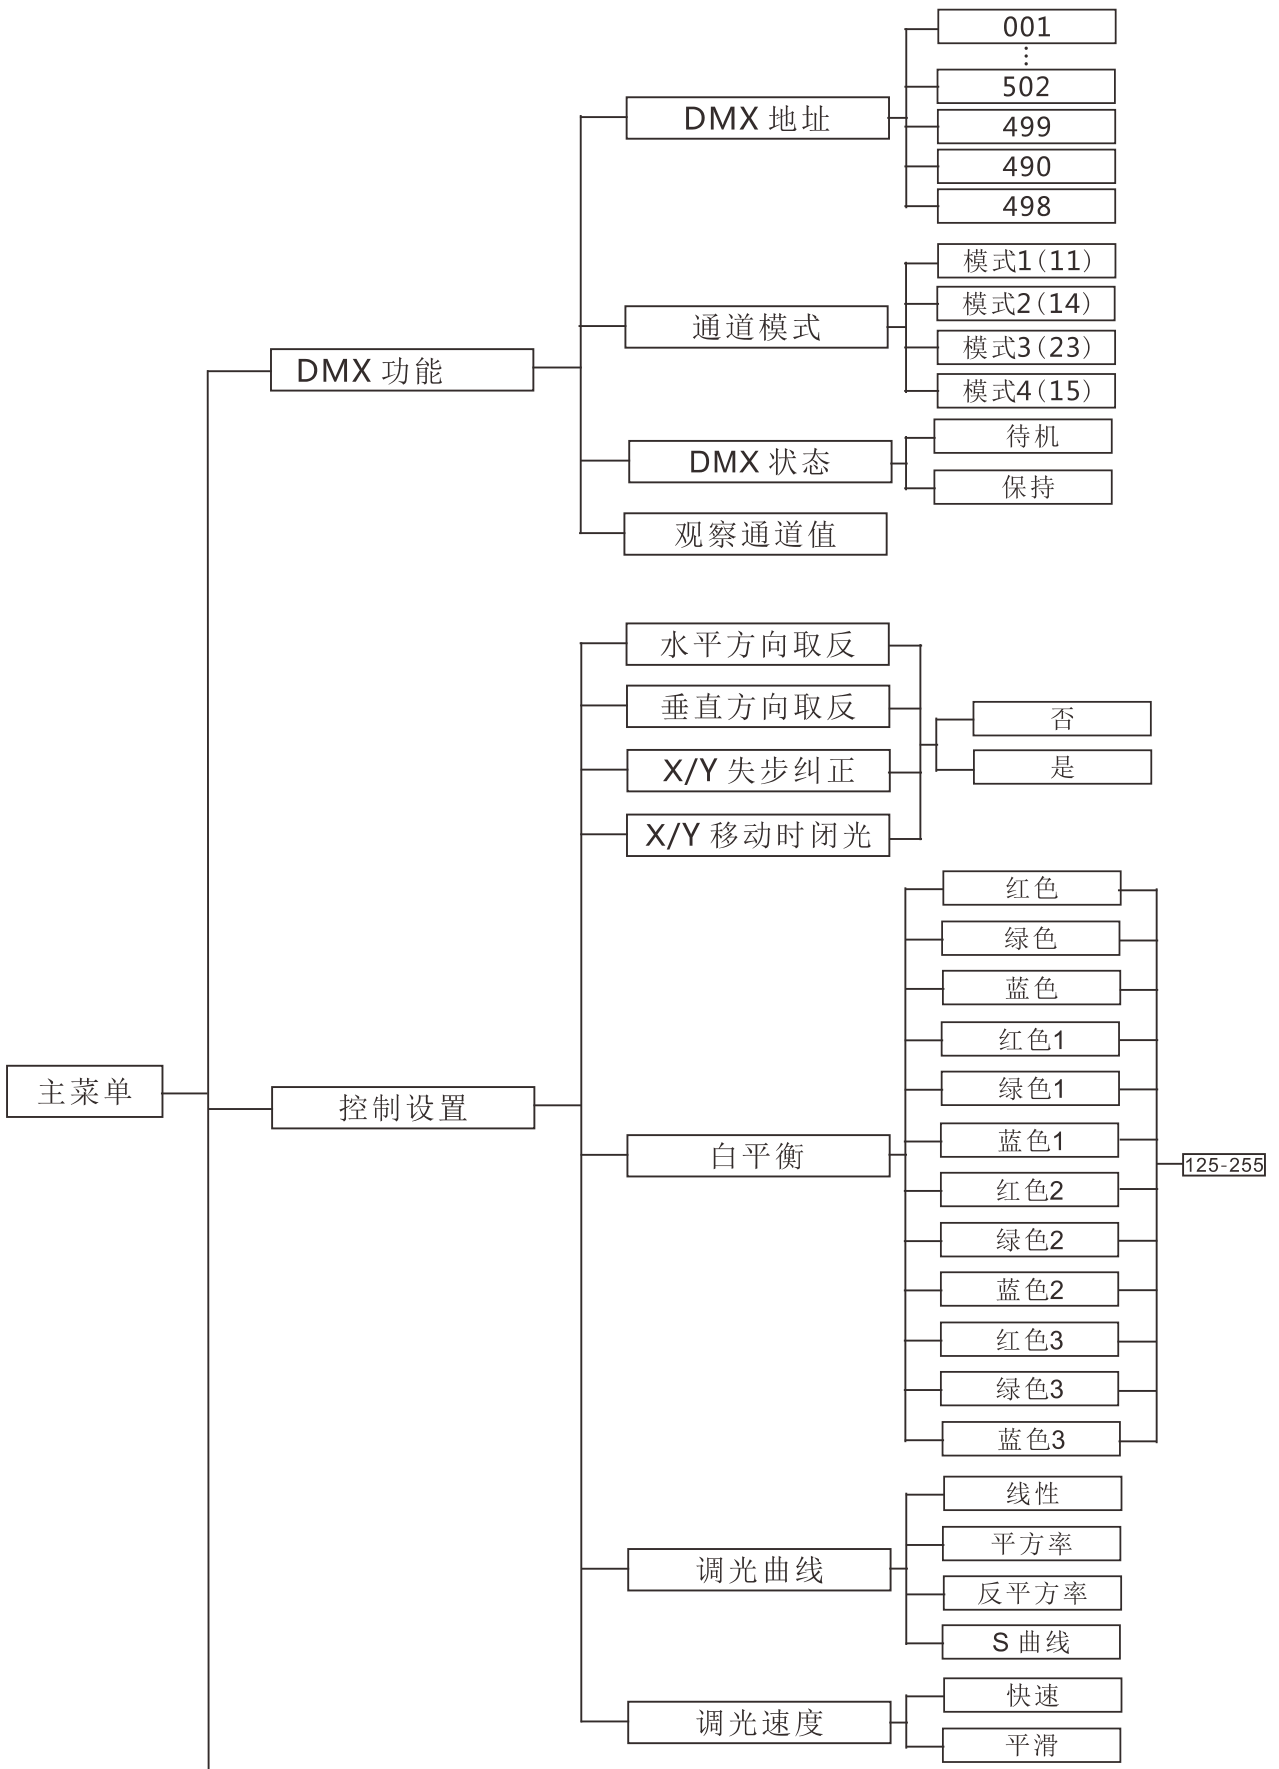 001
⋮
502
DMX 地址
499
490
498
模式1(11)
模式2(14)
通道模式
模式3(23)
DMX 功能
模式4(15)
待机
DMX 状态
保持
观察通道值
水平方向取反
垂直方向取反
否
X/Y 失步纠正
是
X/Y 移动时闭光
红色
绿色
蓝色
红色1
主菜单
控制设置
绿色1
蓝色1
白平衡
125-255
红色2
绿色2
蓝色2
红色3
绿色3
蓝色3
线性
平方率
调光曲线
反平方率
S 曲线
快速
调光速度
平滑